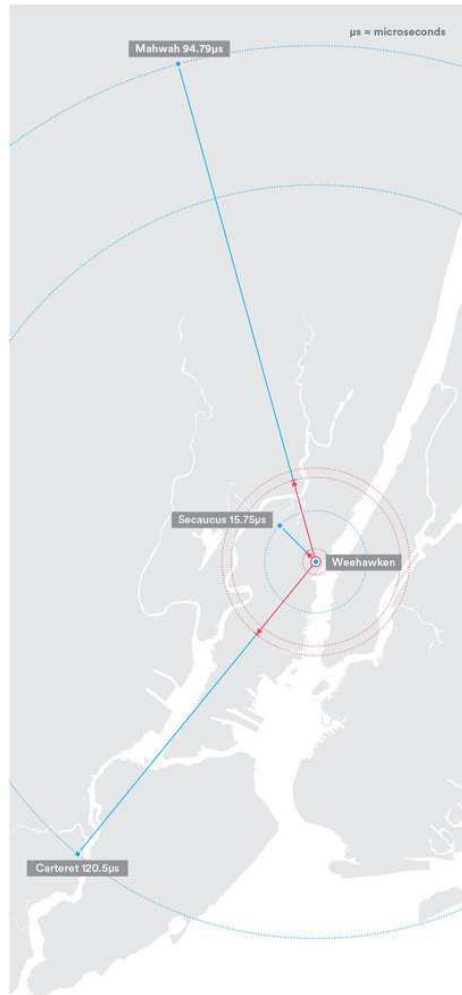 µs = microseconds
Mahwah 94.79µs
Secaucus 15.75µs
Weehawken
Carteret 120.5µs